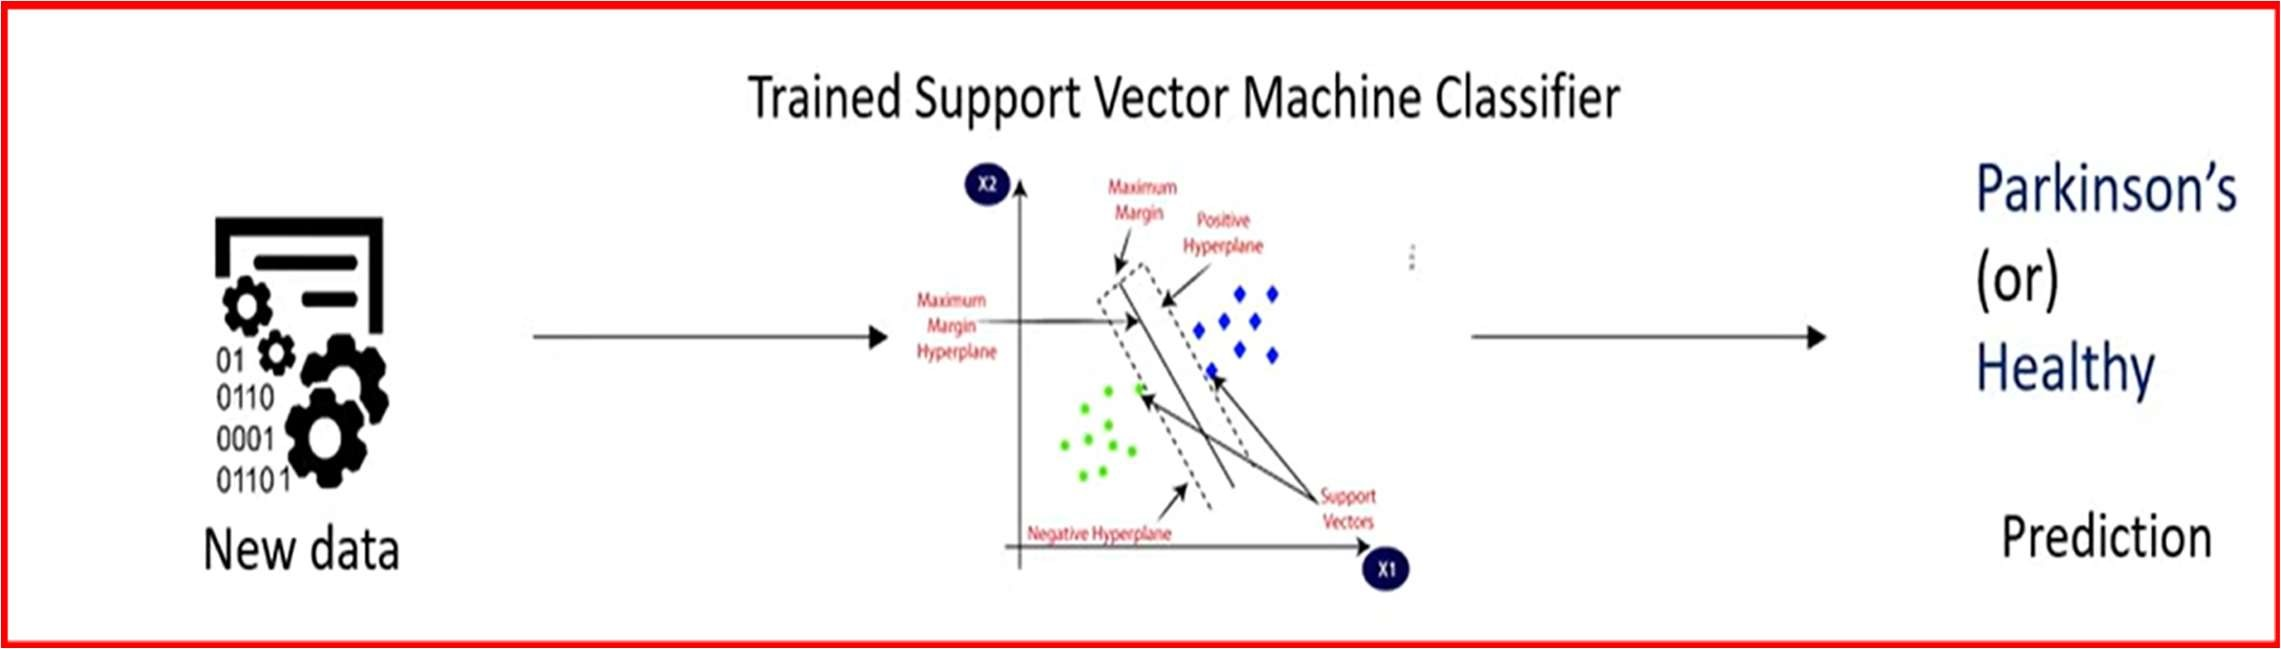 Trained Support Vector Machine Classifier
01
0110
0001
01101
New data
X2
Maximum
Margin
Positive
Hyperplane
Maximum
Margin
Hyperplane
Negative Hyperplane
Support
Vectors
X1
Parkinson’s
(or)
Healthy
Prediction